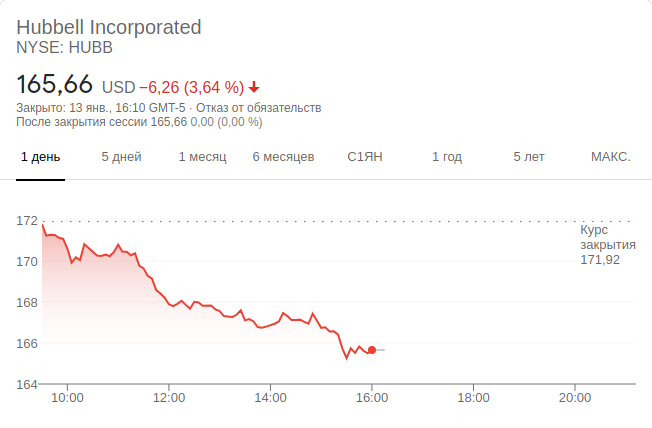 Hubbell Incorporated
NYSE: HUBB
165,66 USD −6,26 (3,64 %)
Закрыто: 13 янв., 16:10 GMT-5 · Отказ от обязательств
После закрытия сессии 165,66 0,00 (0,00 %)
1 день 5 дней 1 месяц 6 месяцев С1ЯН 1 год 5 лет МАКС.
172
Курс
закрытия
171,92
170
168
166
164
10:00 12:00 14:00 16:00 18:00 20:00